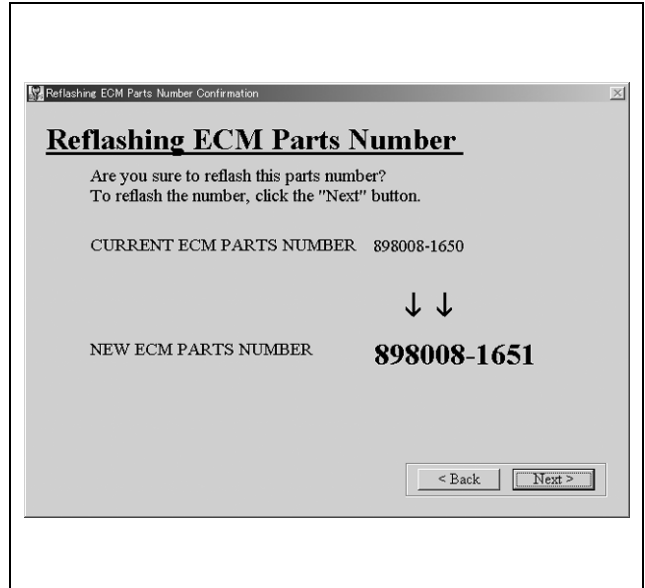 Reflashing ECM Parts Number Confirmation
Reflashing ECM Parts Number
Are you sure to reflash this parts number?
To reflash the number, click the "Next" button.
CURRENT ECM PARTS NUMBER 898008-1650
↓ ↓
NEW ECM PARTS NUMBER 898008-1651
< Back Next >